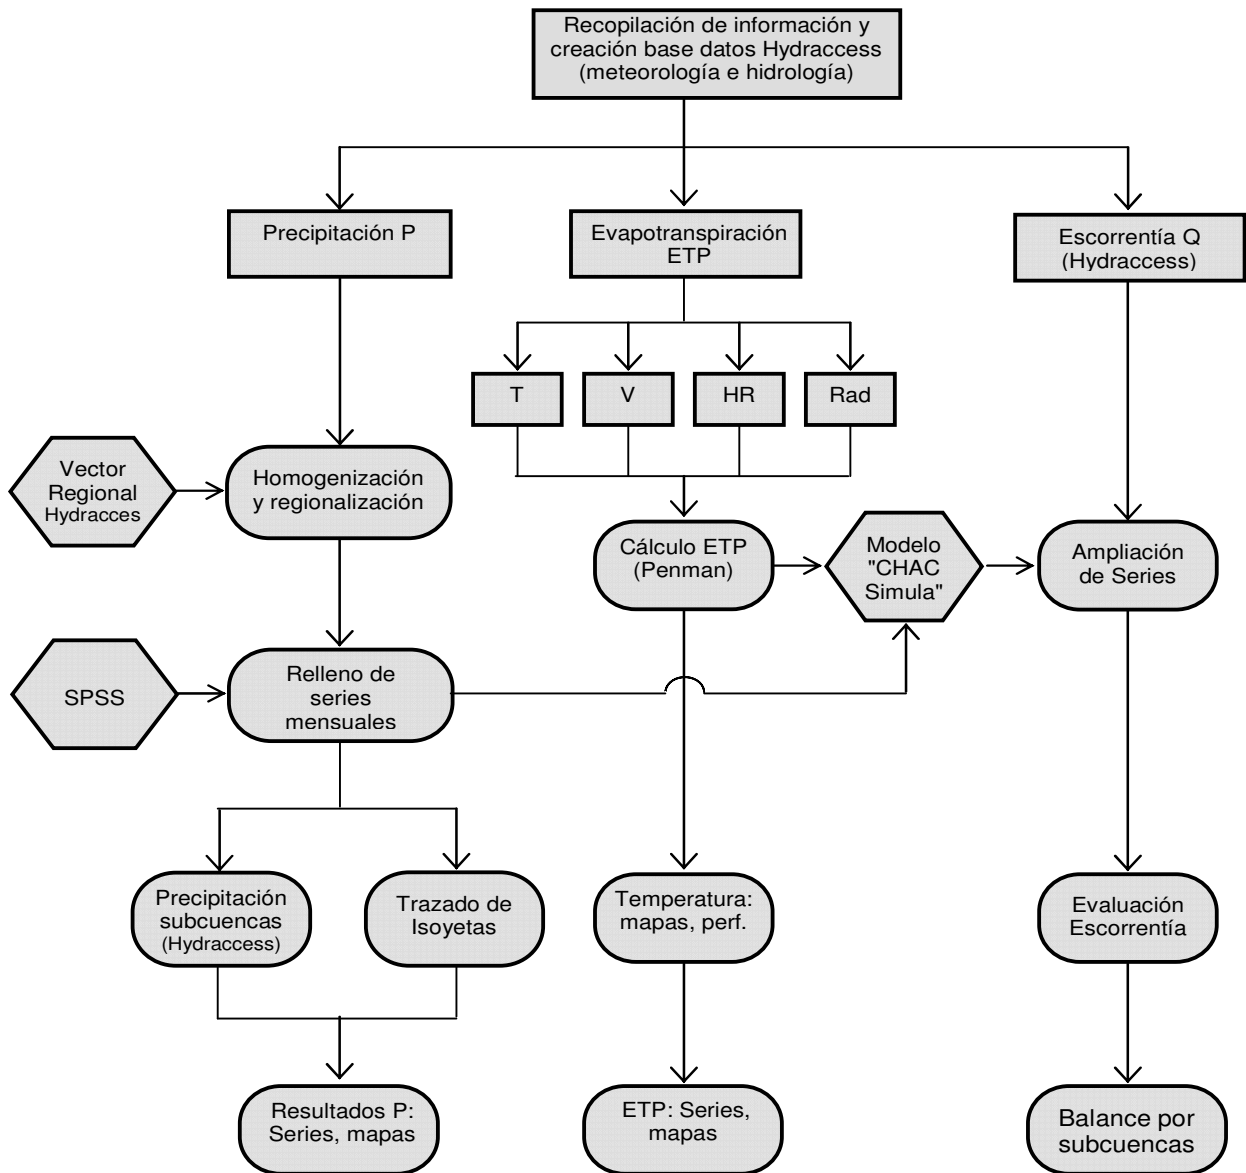 Recopilación de información y
creación base datos Hydraccess
(meteorología e hidrología)
Precipitación P
Evapotranspiración
ETP
Escorrentía Q
(Hydraccess)
T
V
HR
Rad
Vector
Regional
Hydracces
Homogenización
y regionalización
Cálculo ETP
(Penman)
Modelo
"CHAC
Simula"
Ampliación
de Series
SPSS
Relleno de
series
mensuales
Precipitación
subcuencas
(Hydraccess)
Trazado de
Isoyetas
Temperatura:
mapas, perf.
Evaluación
Escorrentía
Resultados P:
Series, mapas
ETP: Series,
mapas
Balance por
subcuencas